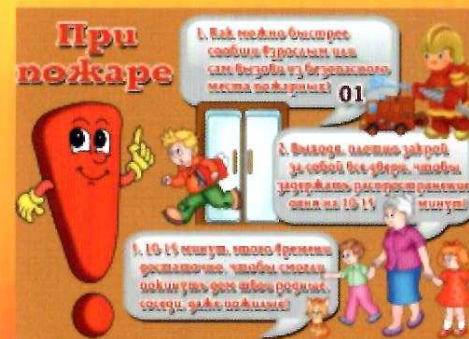 При
пожаре
1. Как можно быстрее
сообщи взрослым или
сам вызови из безопасного
места пожарных!
01
2. Выходя, плотно закрой
за собой все двери, чтобы
задержать распространение
огня на 10-15 минут!
3. 10-15 минут, этого времени
достаточно, чтобы смогли
покинуть дом твои родные,
соседи, даже пожилые!